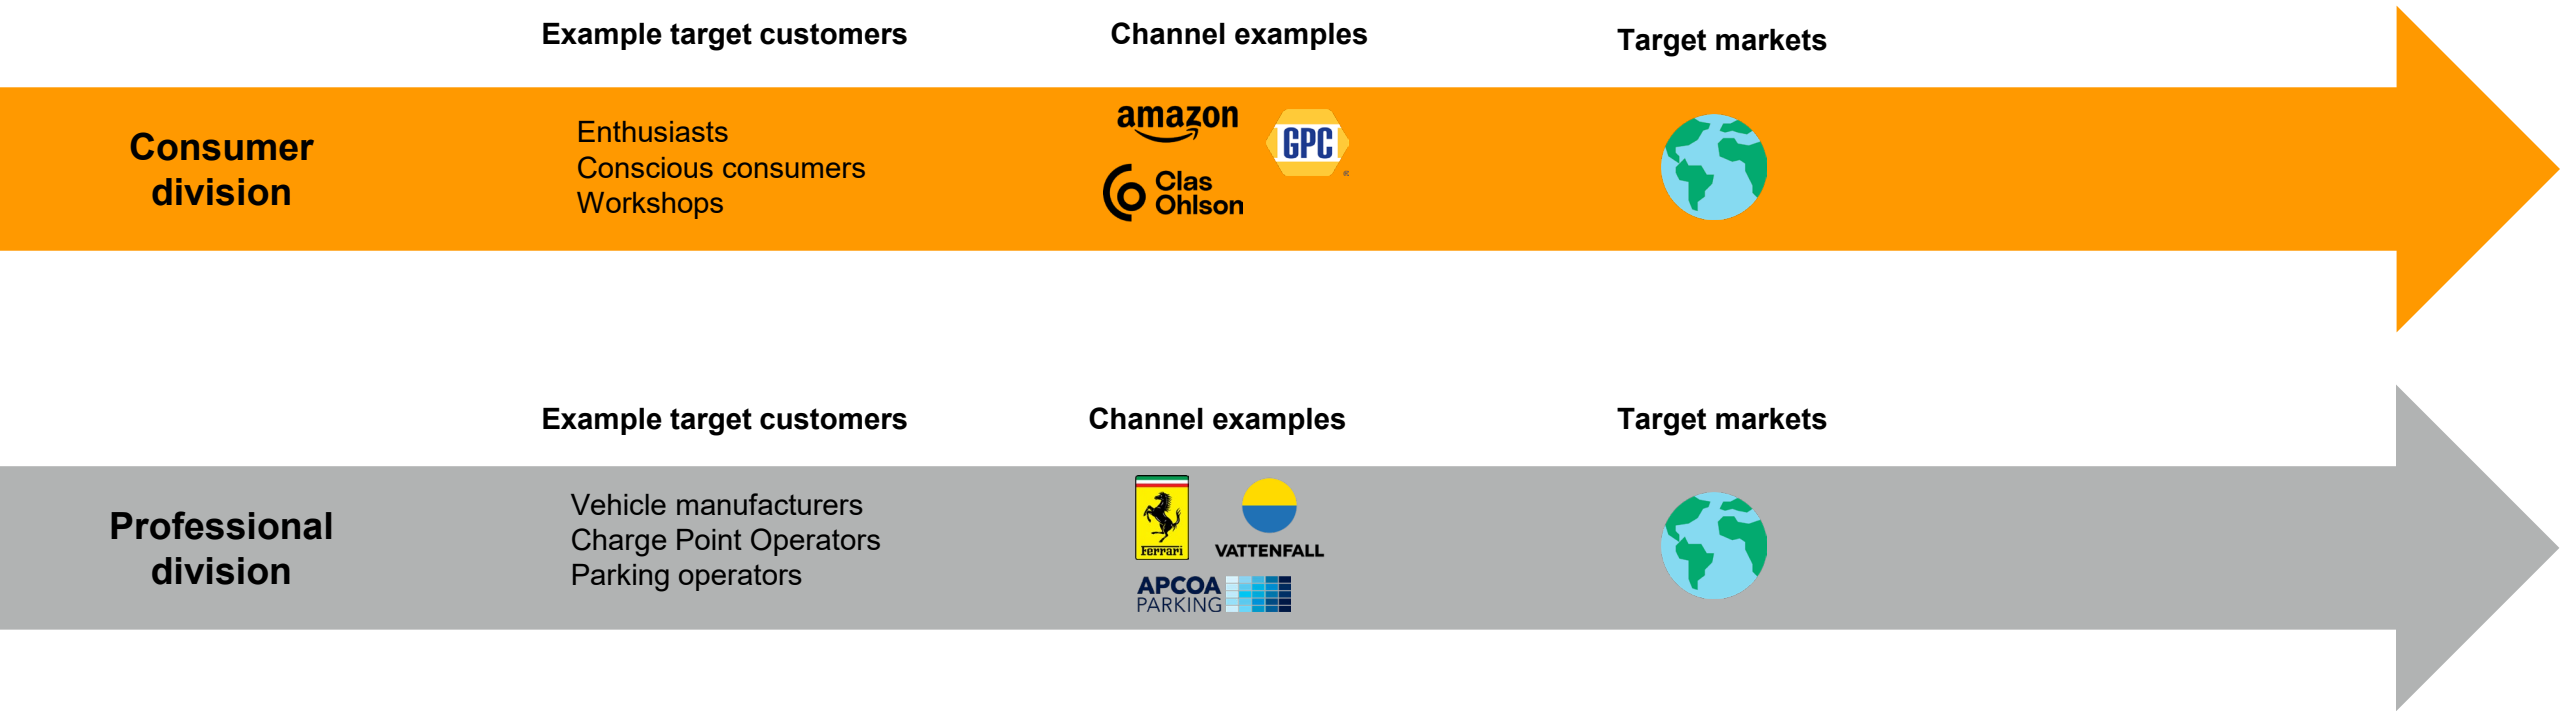 Example target customers
Channel examples
Target markets
Consumer
division
Enthusiasts
Conscious consumers
Workshops
amazon
GPC
Clas
Ohlson
Example target customers
Channel examples
Target markets
Professional
division
Vehicle manufacturers
Charge Point Operators
Parking operators
Ferrari
VATTENFALL
APCOA
PARKING